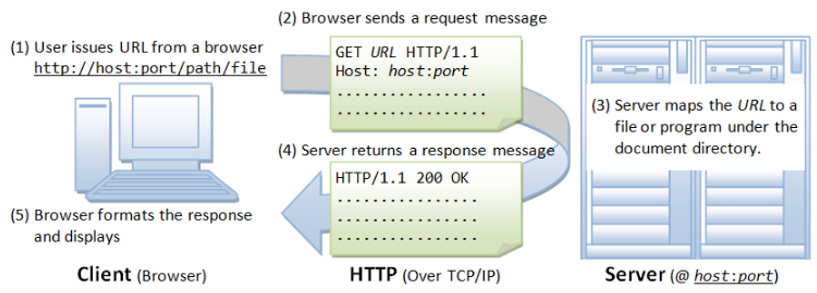 (1) User issues URL from a browser
http://host:port/path/file
(2) Browser sends a request message
GET URL HTTP/1.1
Host: host:port
.................
.................
(3) Server maps the URL to a
file or program under the
document directory.
(4) Server returns a response message
HTTP/1.1 200 OK
................
................
................
(5) Browser formats the response
and displays
Client (Browser)
HTTP (Over TCP/IP)
Server (@ host:port)